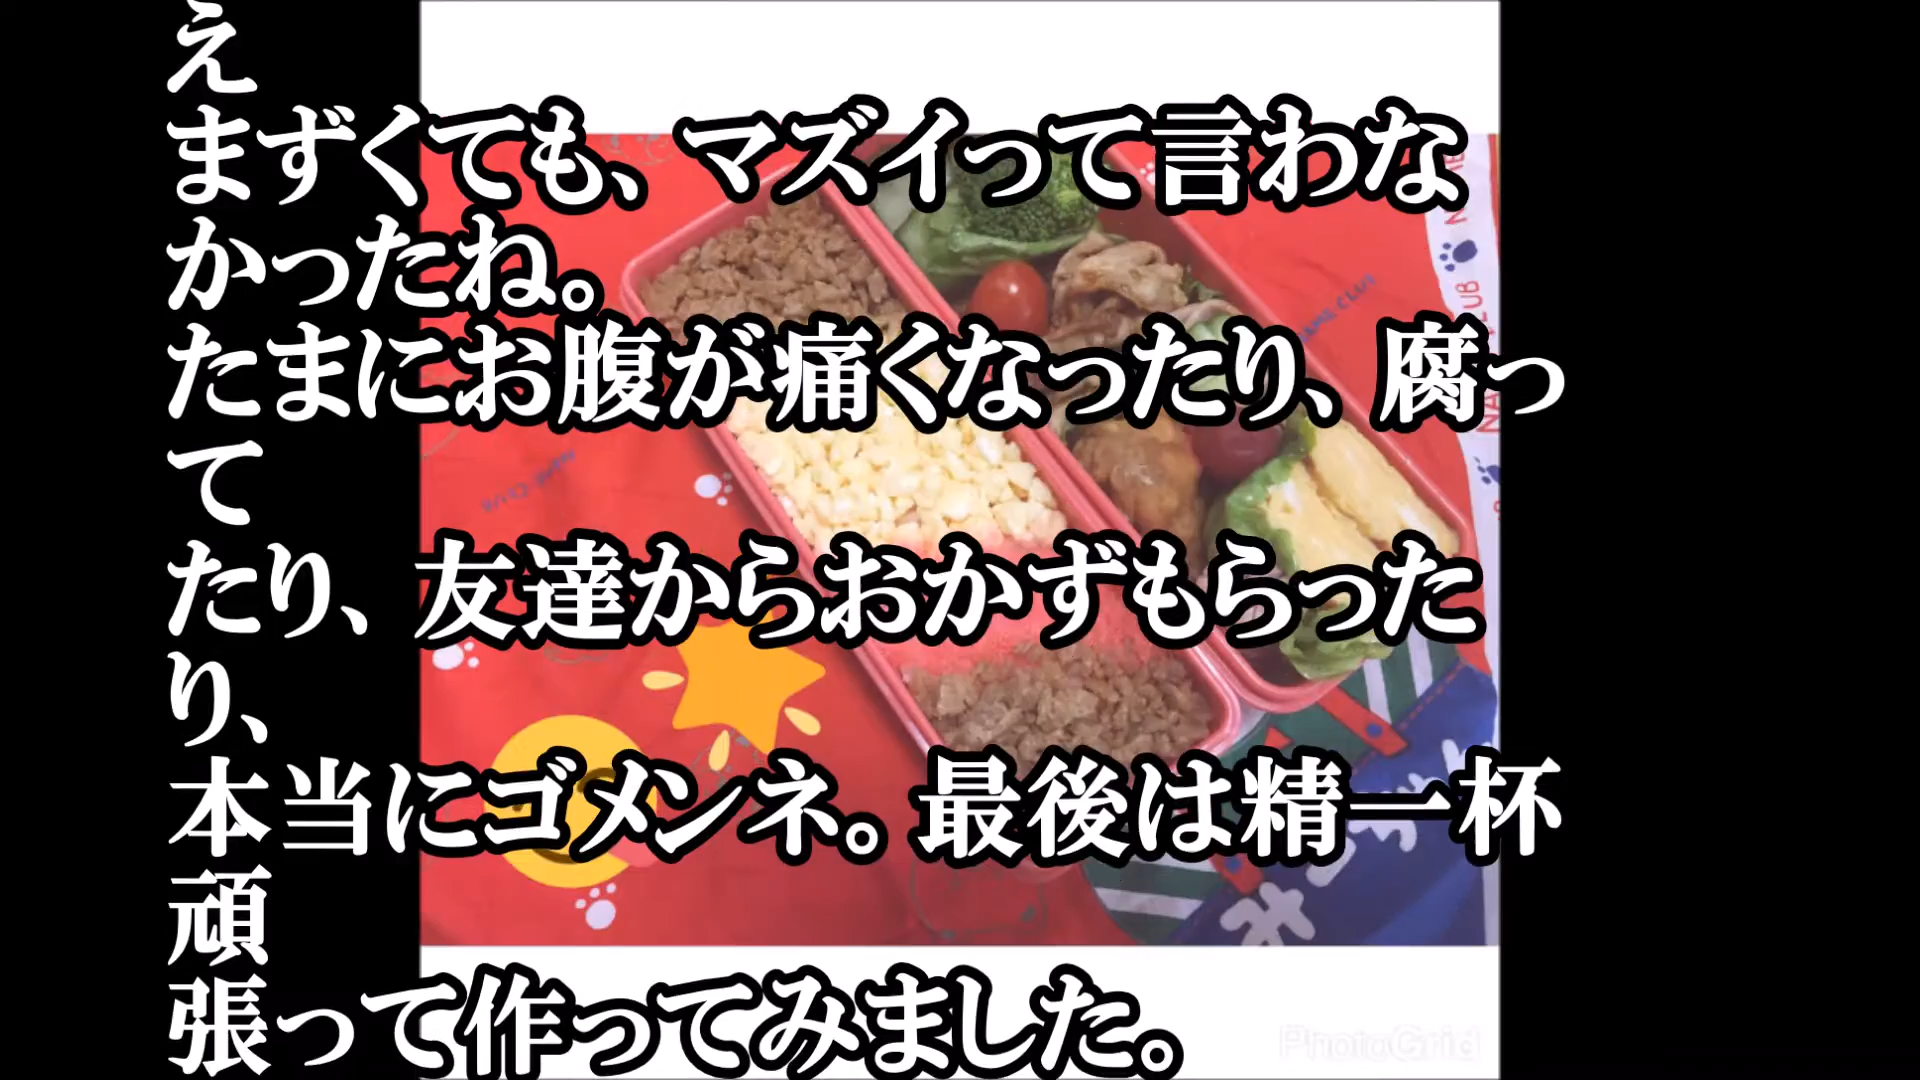 え
まずくても、マズイって言わな
かったね。
たまにお腹が痛くなったり、腐っ
て
たり、友達からおかずもらった
り、
本当にゴメンネ。最後は精一杯
頑
張って作ってみました。
NAME CLUB
PhotoGrid